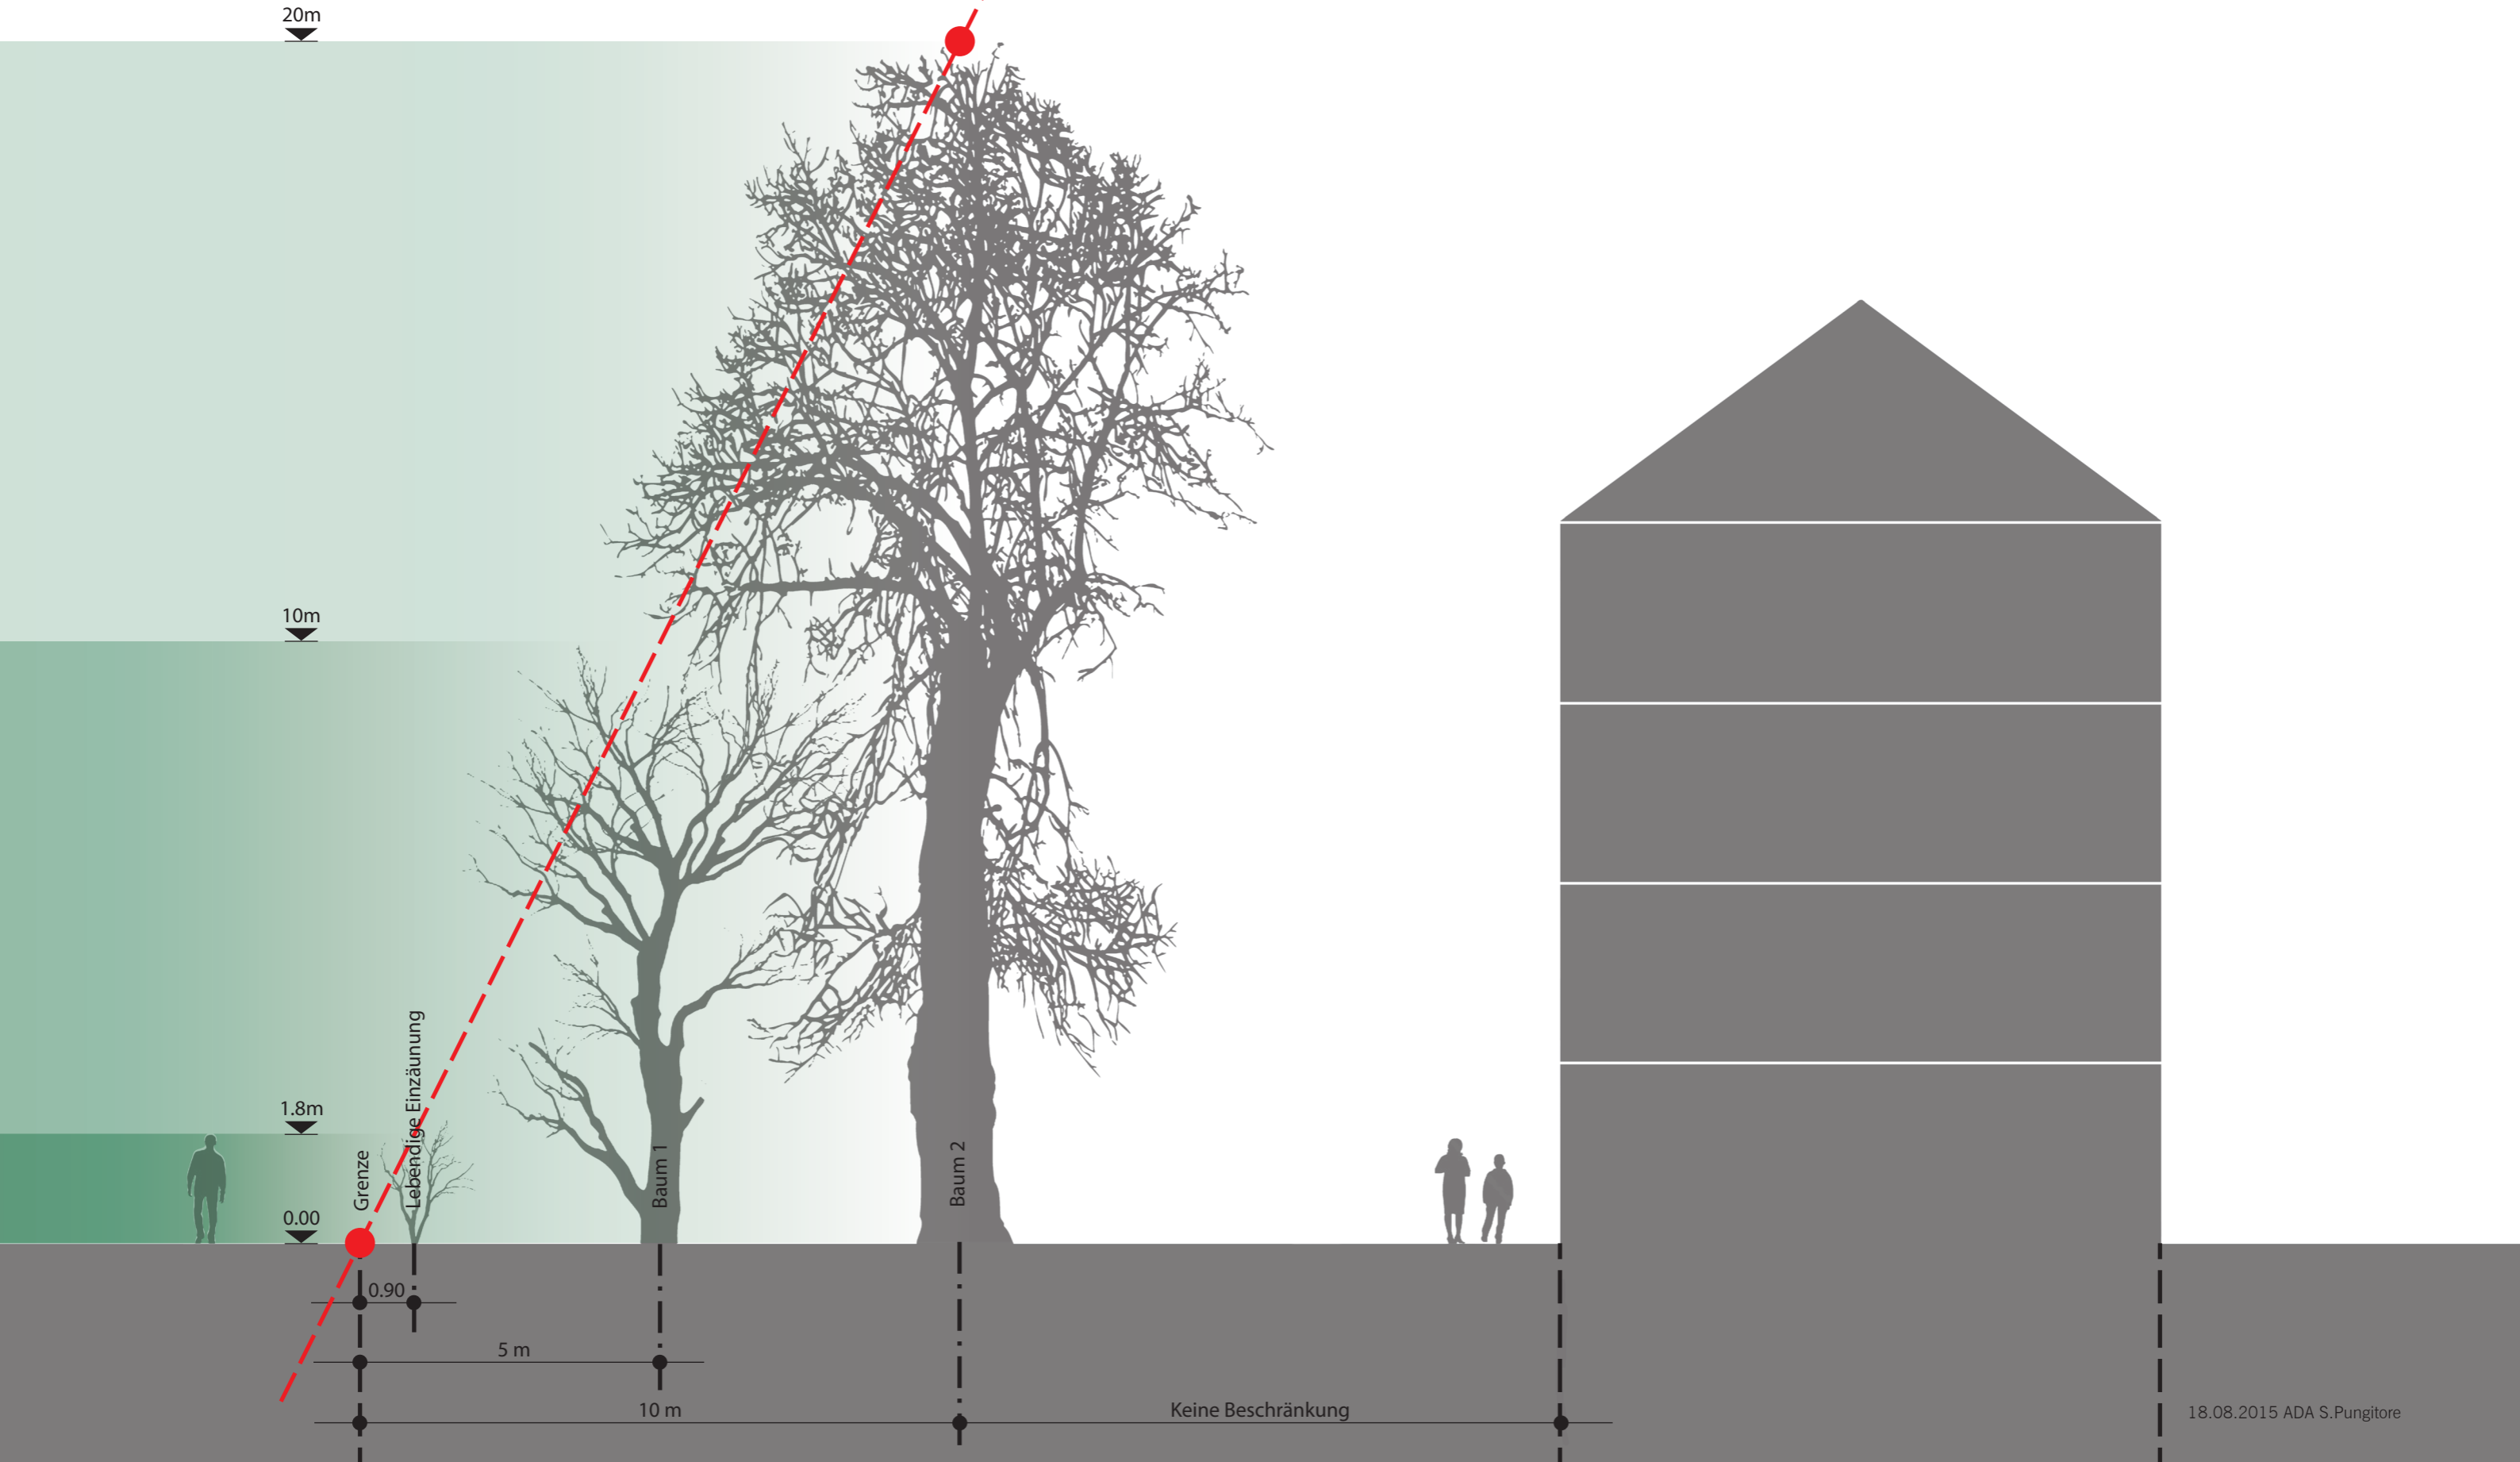 20m
10m
1.8m
0.00
Grenze
Lebendige Einzäunung
Baum 1
Baum 2
0.90
5 m
10 m
Keine Beschränkung
18.08.2015 ADA S.Pungitore